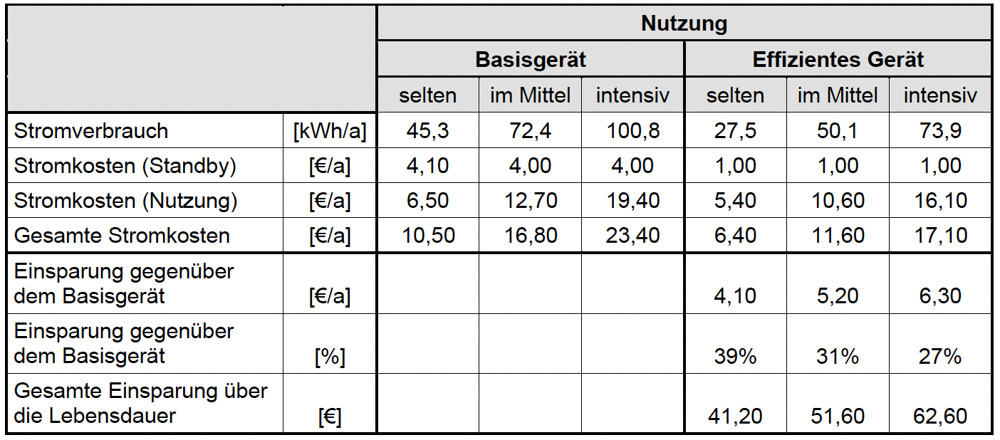 Nutzung
Basisgerät Effizientes Gerät
selten im Mittel intensiv selten im Mittel intensiv
Stromverbrauch [kWh/a] 45,3 72,4 100,8 27,5 50,1 73,9
Stromkosten (Standby) [€/a] 4,10 4,00 4,00 1,00 1,00 1,00
Stromkosten (Nutzung) [€/a] 6,50 12,70 19,40 5,40 10,60 16,10
Gesamte Stromkosten [€/a] 10,50 16,80 23,40 6,40 11,60 17,10
Einsparung gegenüber
dem Basisgerät [€/a] 4,10 5,20 6,30
Einsparung gegenüber
dem Basisgerät [%] 39% 31% 27%
Gesamte Einsparung über
die Lebensdauer [€] 41,20 51,60 62,60